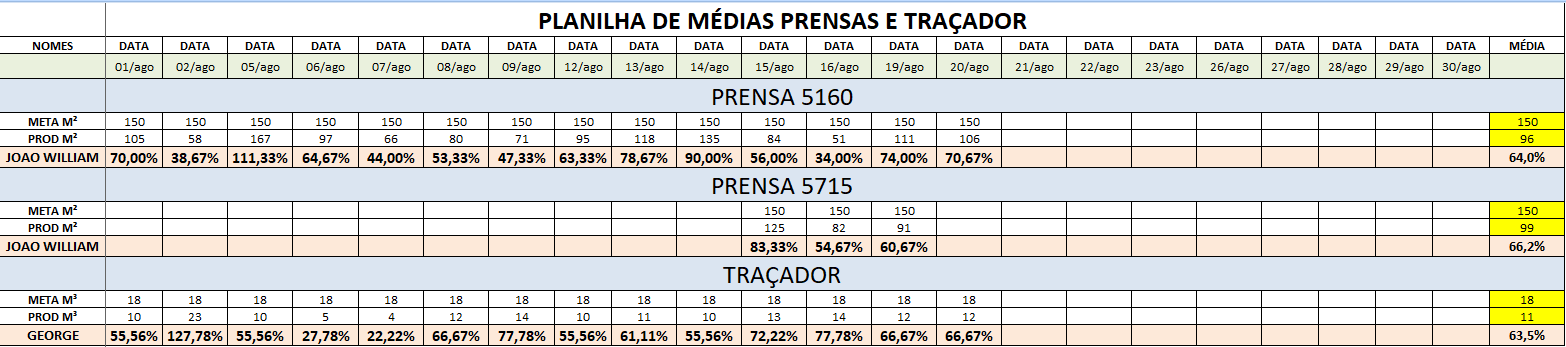 PLANILHA DE MÉDIAS PRENSAS E TRAÇADOR
NOMES DATA DATA DATA DATA DATA DATA DATA DATA DATA DATA DATA DATA DATA DATA DATA DATA DATA DATA DATA DATA DATA DATA MÉDIA
01/ago 02/ago 05/ago 06/ago 07/ago 08/ago 09/ago 12/ago 13/ago 14/ago 15/ago 16/ago 19/ago 20/ago 21/ago 22/ago 23/ago 26/ago 27/ago 28/ago 29/ago 30/ago
PRENSA 5160
META M² 150 150 150 150 150 150 150 150 150 150 150 150 150 150 150
PROD M² 105 58 167 97 66 80 71 95 118 135 84 51 111 106 96
JOAO WILLIAM 70,00% 38,67% 111,33% 64,67% 44,00% 53,33% 47,33% 63,33% 78,67% 90,00% 56,00% 34,00% 74,00% 70,67% 64,0%
PRENSA 5715
META M² 150 150 150 150
PROD M² 125 82 91 99
JOAO WILLIAM 83,33% 54,67% 60,67% 66,2%
TRAÇADOR
META M³ 18 18 18 18 18 18 18 18 18 18 18 18 18 18 18
PROD M³ 10 23 10 5 4 12 14 10 11 10 13 14 12 12 11
GEORGE 55,56% 127,78% 55,56% 27,78% 22,22% 66,67% 77,78% 55,56% 61,11% 55,56% 72,22% 77,78% 66,67% 66,67% 63,5%